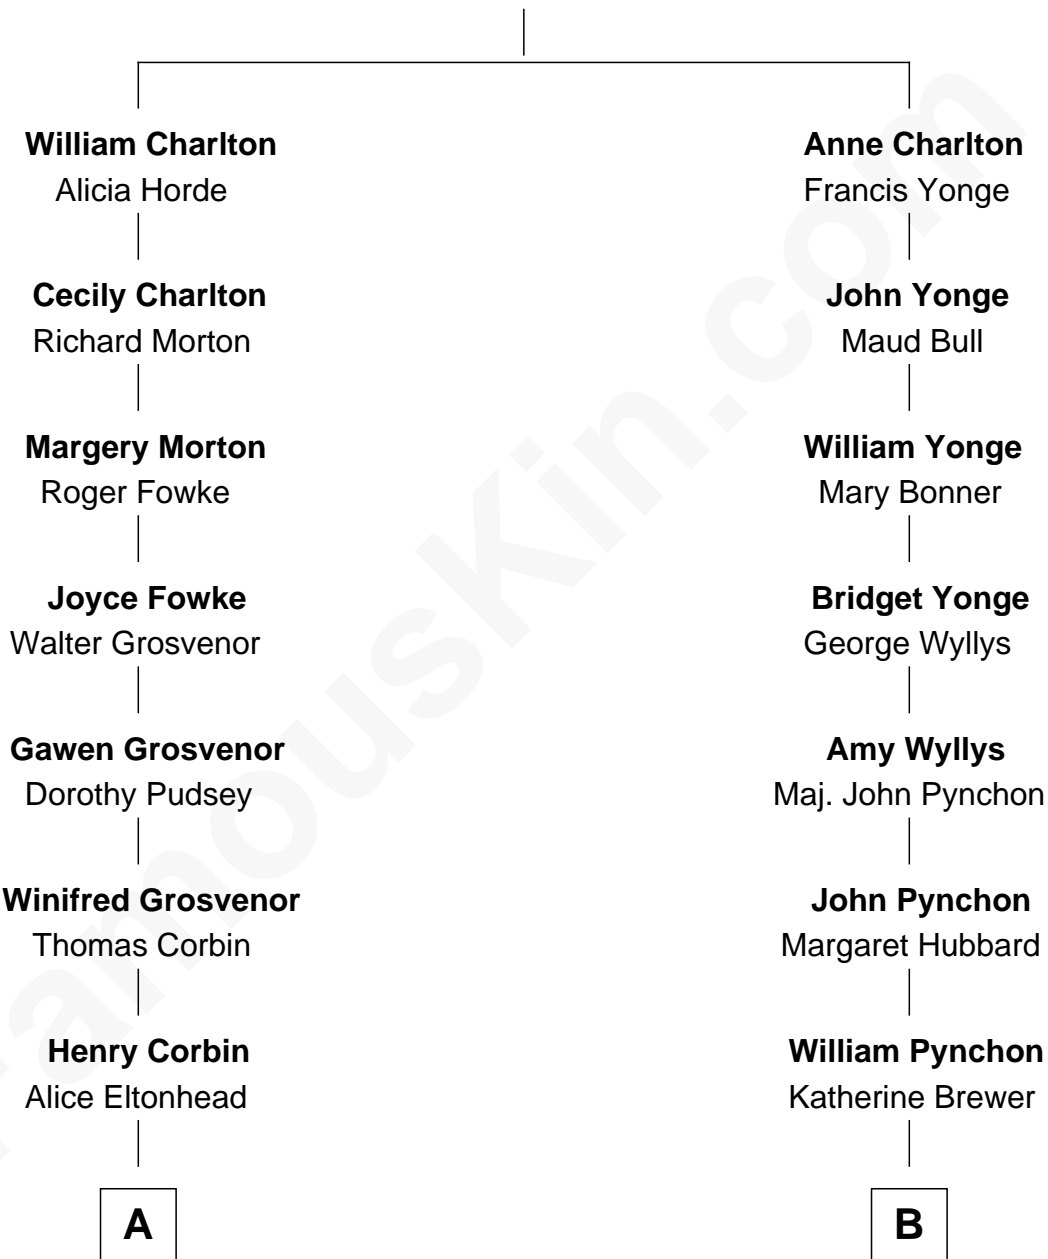 William Charlton
Alicia Horde
Anne Charlton
Francis Yonge
Cecily Charlton
Richard Morton
John Yonge
Maud Bull
Margery Morton
Roger Fowke
William Yonge
Mary Bonner
Joyce Fowke
Walter Grosvenor
Bridget Yonge
George Wyllys
Gawen Grosvenor
Dorothy Pudsey
Amy Wyllys
Maj. John Pynchon
Winifred Grosvenor
Thomas Corbin
John Pynchon
Margaret Hubbard
Henry Corbin
Alice Eltonhead
William Pynchon
Katherine Brewer
A
B
FamousKin.com